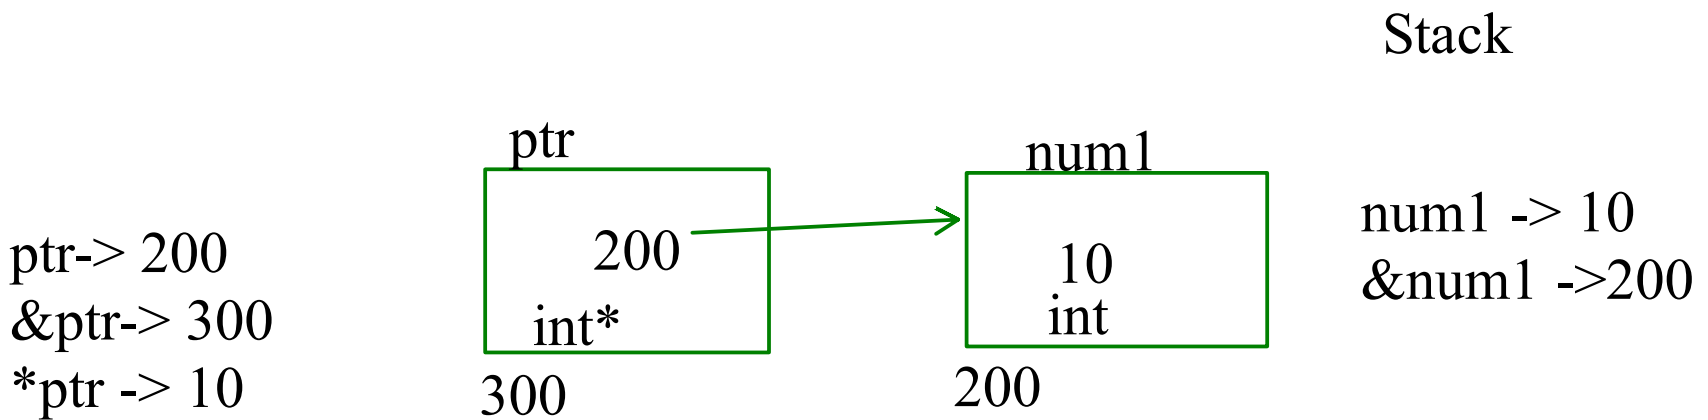 Stack
ptr
num1
200
int*
300
10
int
200
ptr-> 200
&ptr-> 300
*ptr -> 10
num1 -> 10
&num1 ->200